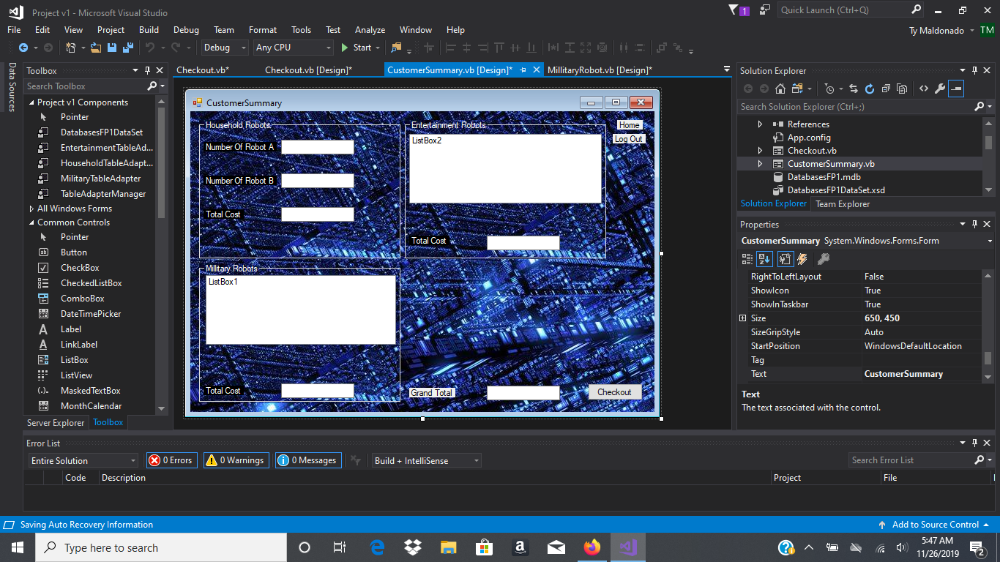 Project v1 - Microsoft Visual Studio
1
Quick Launch (Ctrl+Q)
File Edit View Project Build Debug Team Format Tools Test Analyze Window Help
Ty Maldonado TM
Debug Any CPU Start
Data Sources
Toolbox
Search Toolbox
Project v1 Components
Pointer
DatabasesFP1DataSet
EntertainmentTableAd...
HouseholdTableAdapt...
MilitaryTableAdapter
TableAdapterManager
All Windows Forms
Common Controls
Pointer
Button
CheckBox
CheckedListBox
ComboBox
DateTimePicker
Label
LinkLabel
ListBox
ListView
MaskedTextBox
MonthCalendar
Server Explorer Toolbox
Checkout.vb* Checkout.vb [Design]* CustomerSummary.vb [Design]* MillitaryRobot.vb [Design]*
CustomerSummary
Household Robots
Number Of Robot A
Number Of Robot B
Total Cost
Entertainment Robots
ListBox2
Total Cost
Home
Log Out
Millitary Robots
ListBox1
Total Cost
Grand Total
Checkout
Solution Explorer
Search Solution Explorer (Ctrl+;)
References
App.config
Checkout.vb
CustomerSummary.vb
DatabasesFP1.mdb
DatabasesFP1DataSet.xsd
Solution Explorer Team Explorer
Properties
CustomerSummary System.Windows.Forms.Form
RightToLeftLayout False
ShowIcon True
ShowInTaskbar True
Size 650, 450
SizeGripStyle Auto
StartPosition WindowsDefaultLocation
Tag
Text CustomerSummary
Text
The text associated with the control.
Error List
Entire Solution 0 Errors 0 Warnings 0 Messages Build + IntelliSense Search Error List
Code Description Project File
Saving Auto Recovery Information
Add to Source Control
Type here to search
5:47 AM
11/26/2019
2